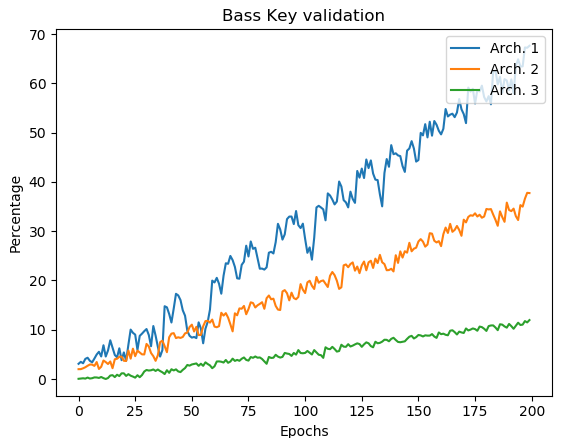 Bass Key validation
Percentage
70
60
50
40
30
20
10
0
Arch. 1
Arch. 2
Arch. 3
0
25
50
75
100
125
150
175
200
Epochs